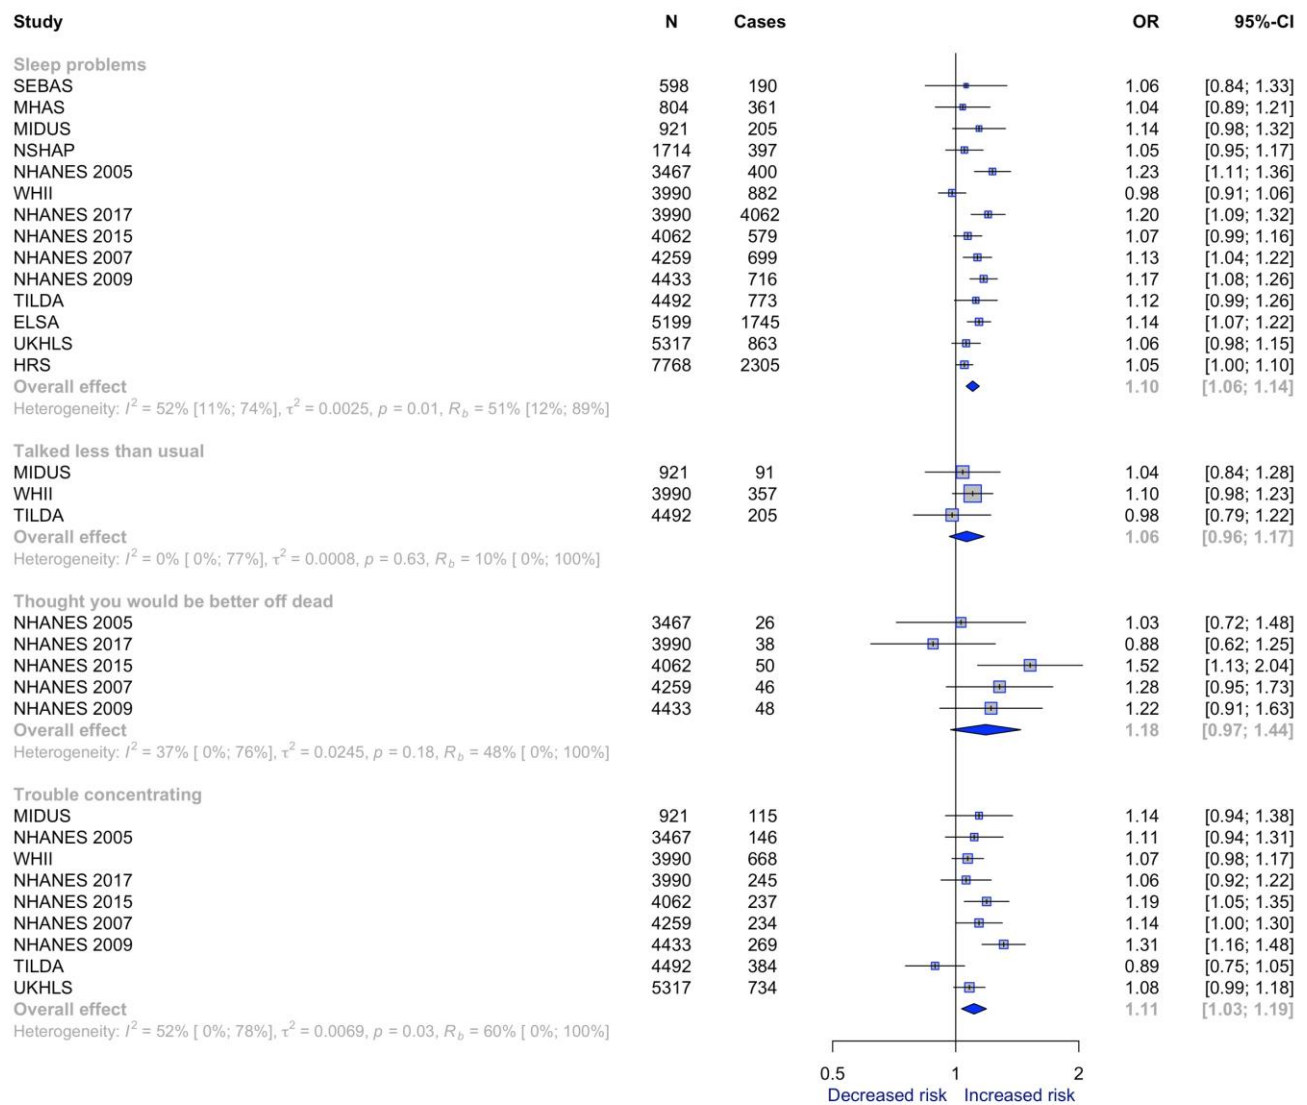 Study N Cases OR 95%-CI
Sleep problems
SEBAS 598 190 1.06 [0.84; 1.33]
MHAS 804 361 1.04 [0.89; 1.21]
MIDUS 921 205 1.14 [0.98; 1.32]
NSHAP 1714 397 1.05 [0.95; 1.17]
NHANES 2005 3467 400 1.23 [1.11; 1.36]
WHII 3990 882 0.98 [0.91; 1.06]
NHANES 2017 3990 4062 1.20 [1.09; 1.32]
NHANES 2015 4062 579 1.07 [0.99; 1.16]
NHANES 2007 4259 699 1.13 [1.04; 1.22]
NHANES 2009 4433 716 1.17 [1.08; 1.26]
TILDA 4492 773 1.12 [0.99; 1.26]
ELSA 5199 1745 1.14 [1.07; 1.22]
UKHLS 5317 863 1.06 [0.98; 1.15]
HRS 7768 2305 1.05 [1.00; 1.10]
Overall effect 1.10 [1.06; 1.14]
Heterogeneity: I² = 52% [11%; 74%], τ² = 0.0025, p = 0.01, R_b = 51% [12%; 89%]
Talked less than usual
MIDUS 921 91 1.04 [0.84; 1.28]
WHII 3990 357 1.10 [0.98; 1.23]
TILDA 4492 205 0.98 [0.79; 1.22]
Overall effect 1.06 [0.96; 1.17]
Heterogeneity: I² = 0% [ 0%; 77%], τ² = 0.0008, p = 0.63, R_b = 10% [ 0%; 100%]
Thought you would be better off dead
NHANES 2005 3467 26 1.03 [0.72; 1.48]
NHANES 2017 3990 38 0.88 [0.62; 1.25]
NHANES 2015 4062 50 1.52 [1.13; 2.04]
NHANES 2007 4259 46 1.28 [0.95; 1.73]
NHANES 2009 4433 48 1.22 [0.91; 1.63]
Overall effect 1.18 [0.97; 1.44]
Heterogeneity: I² = 37% [ 0%; 76%], τ² = 0.0245, p = 0.18, R_b = 48% [ 0%; 100%]
Trouble concentrating
MIDUS 921 115 1.14 [0.94; 1.38]
NHANES 2005 3467 146 1.11 [0.94; 1.31]
WHII 3990 668 1.07 [0.98; 1.17]
NHANES 2017 3990 245 1.06 [0.92; 1.22]
NHANES 2015 4062 237 1.19 [1.05; 1.35]
NHANES 2007 4259 234 1.14 [1.00; 1.30]
NHANES 2009 4433 269 1.31 [1.16; 1.48]
TILDA 4492 384 0.89 [0.75; 1.05]
UKHLS 5317 734 1.08 [0.99; 1.18]
Overall effect 1.11 [1.03; 1.19]
Heterogeneity: I² = 52% [ 0%; 78%], τ² = 0.0069, p = 0.03, R_b = 60% [ 0%; 100%]
0.5 1 2
Decreased risk Increased risk